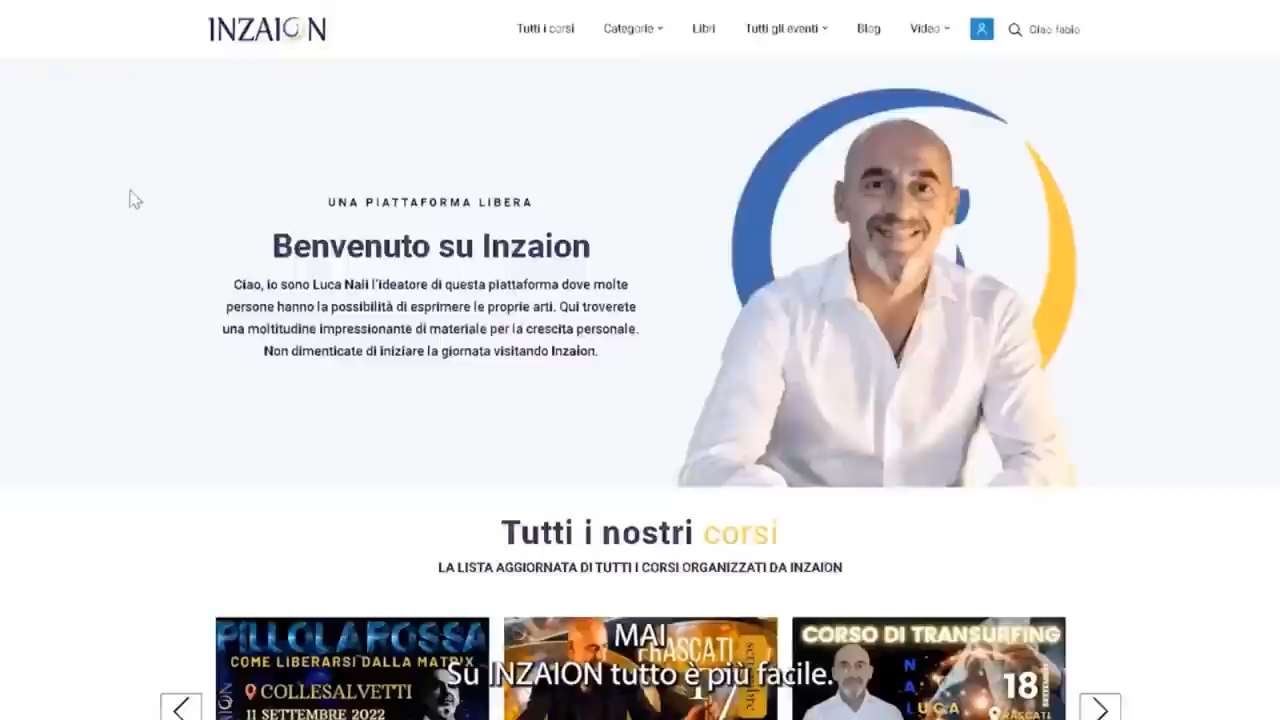 INZAION
Tutti i corsi
Categorie
Libri
Tutti gli eventi
Blog
Video
Ciao fabio
UNA PIATTAFORMA LIBERA
Benvenuto su Inzaion
Ciao, io sono Luca Nali l'ideatore di questa piattaforma dove molte
persone hanno la possibilità di esprimere le proprie arti. Qui troverete
una moltitudine impressionante di materiale per la crescita personale.
Non dimenticate di iniziare la giornata visitando Inzaion.
Tutti i nostri corsi
LA LISTA AGGIORNATA DI TUTTI I CORSI ORGANIZZATI DA INZAION
PILLOLA ROSSA
COME LIBERARSI DALLA MATRIX
COLLESALVETTI
11 SETTEMBRE 2022
FRASCATI
CORSO DI TRANSURFING
18
NALI
LUCA
FRASCATI
MAI
Su INZAION tutto è più facile.